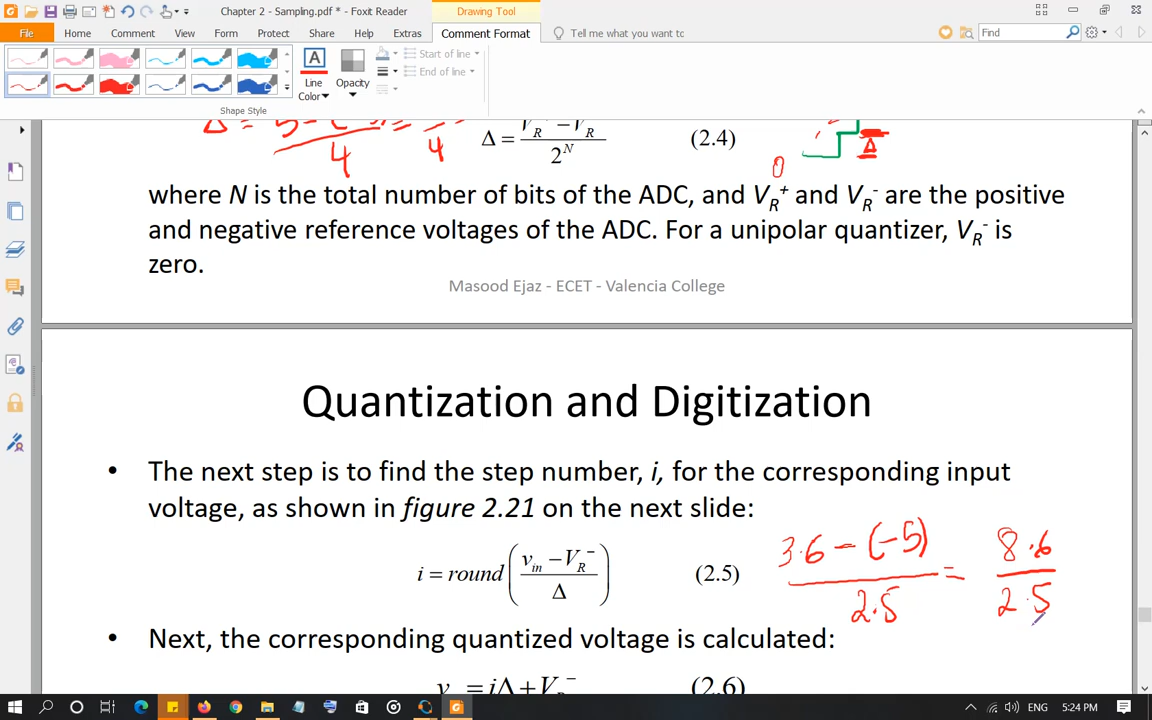 Chapter 2 - Sampling.pdf * - Foxit Reader
Drawing Tool
File Home Comment View Form Protect Share Help Extras Comment Format Tell me what you want to
Find
Line Color
Opacity
Start of line
End of line
Shape Style
4
4
Δ = V_R^+ − V_R^- / 2^N (2.4)
0
Δ
where N is the total number of bits of the ADC, and V_R^+ and V_R^- are the positive
and negative reference voltages of the ADC. For a unipolar quantizer, V_R^- is
zero.
Masood Ejaz - ECET - Valencia College
Quantization and Digitization
• The next step is to find the step number, i, for the corresponding input
voltage, as shown in figure 2.21 on the next slide:
i = round ( v_in − V_R^- / Δ ) (2.5)
3.6 − (−5) / 2.5 = 8.6 / 2.5
• Next, the corresponding quantized voltage is calculated:
(2.6)
ENG 5:24 PM